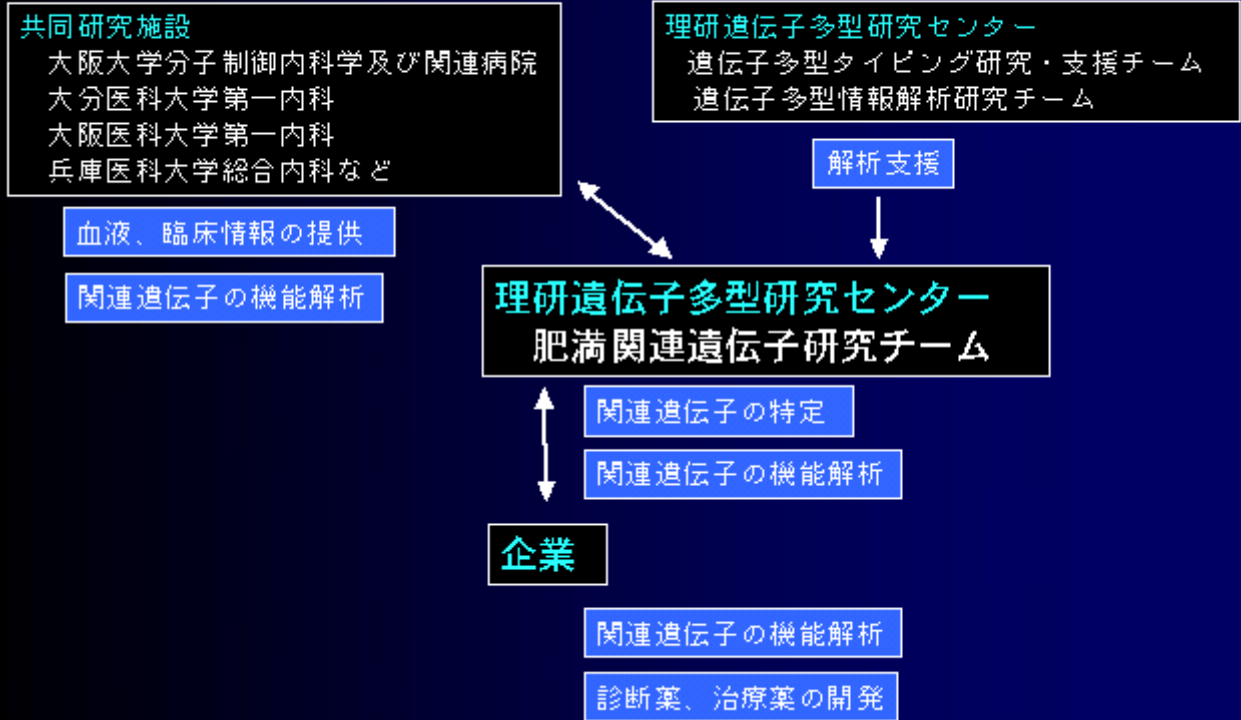 共同研究施設
大阪大学分子制御内科学及び関連病院
大分医科大学第一内科
大阪医科大学第一内科
兵庫医科大学総合内科など
血液、臨床情報の提供
関連遺伝子の機能解析
理研遺伝子多型研究センター
遺伝子多型タイピング研究・支援チーム
遺伝子多型情報解析研究チーム
解析支援
理研遺伝子多型研究センター
肥満関連遺伝子研究チーム
関連遺伝子の特定
関連遺伝子の機能解析
企業
関連遺伝子の機能解析
診断薬、治療薬の開発